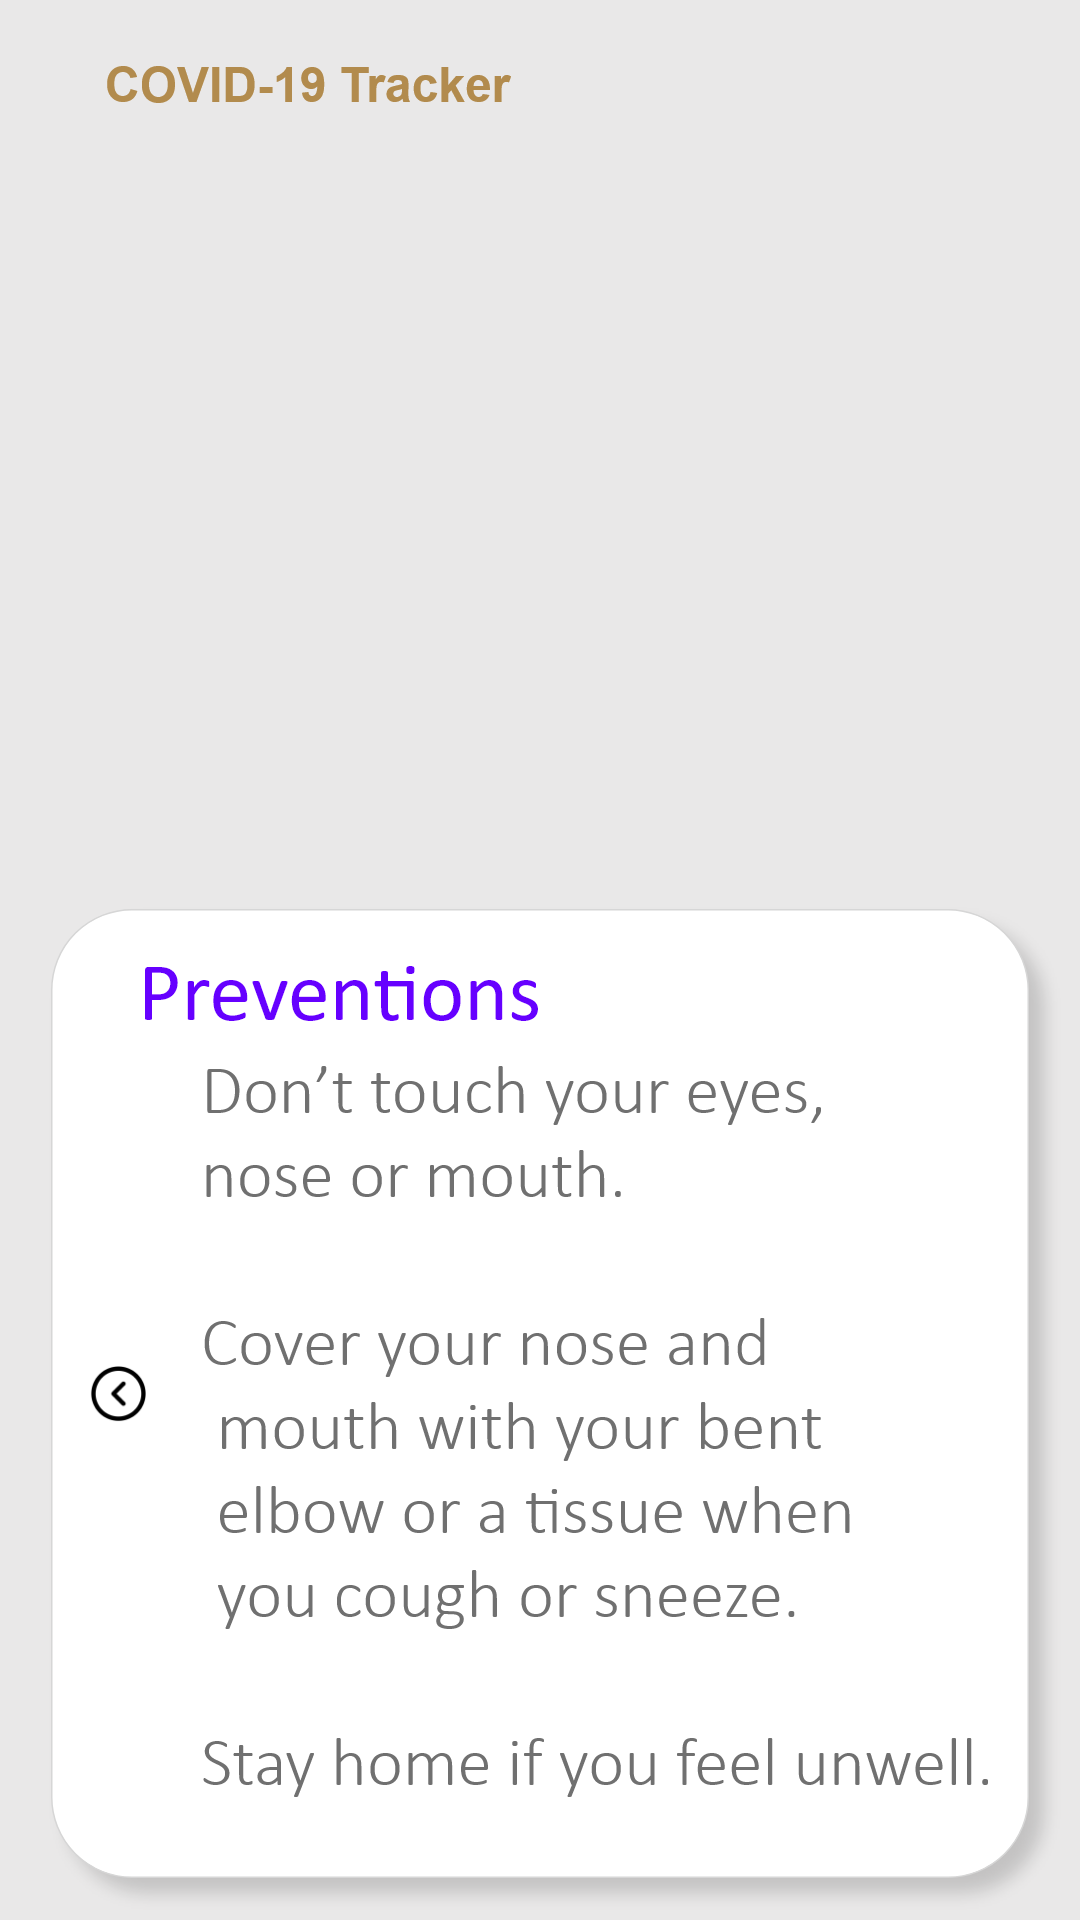 COVID-19 Tracker
Preventions
Don’t touch your eyes,
nose or mouth.
Cover your nose and
mouth with your bent
elbow or a tissue when
you cough or sneeze.
Stay home if you feel unwell.